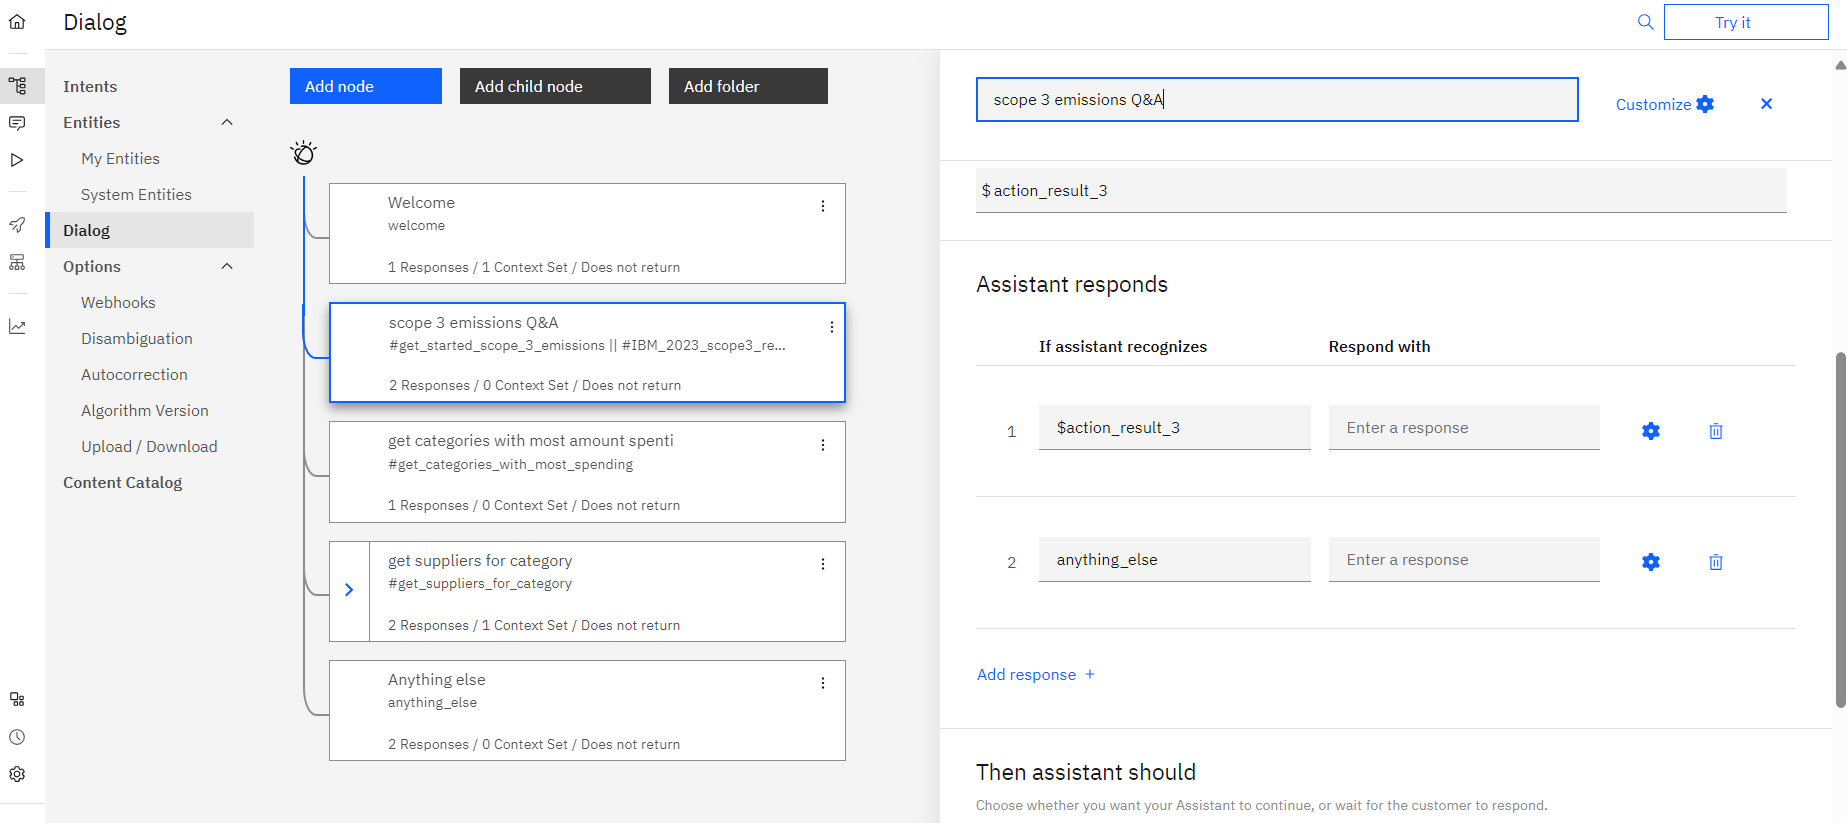 Dialog
Try it
Intents
Entities
My Entities
System Entities
Dialog
Options
Webhooks
Disambiguation
Autocorrection
Algorithm Version
Upload / Download
Content Catalog
Add node
Add child node
Add folder
Welcome
welcome
1 Responses / 1 Context Set / Does not return
scope 3 emissions Q&A
#get_started_scope_3_emissions || #IBM_2023_scope3_re...
2 Responses / 0 Context Set / Does not return
get categories with most amount spenti
#get_categories_with_most_spending
1 Responses / 0 Context Set / Does not return
get suppliers for category
#get_suppliers_for_category
2 Responses / 1 Context Set / Does not return
Anything else
anything_else
2 Responses / 0 Context Set / Does not return
scope 3 emissions Q&A
Customize
$ action_result_3
Assistant responds
If assistant recognizes
Respond with
1
$action_result_3
Enter a response
2
anything_else
Enter a response
Add response +
Then assistant should
Choose whether you want your Assistant to continue, or wait for the customer to respond.